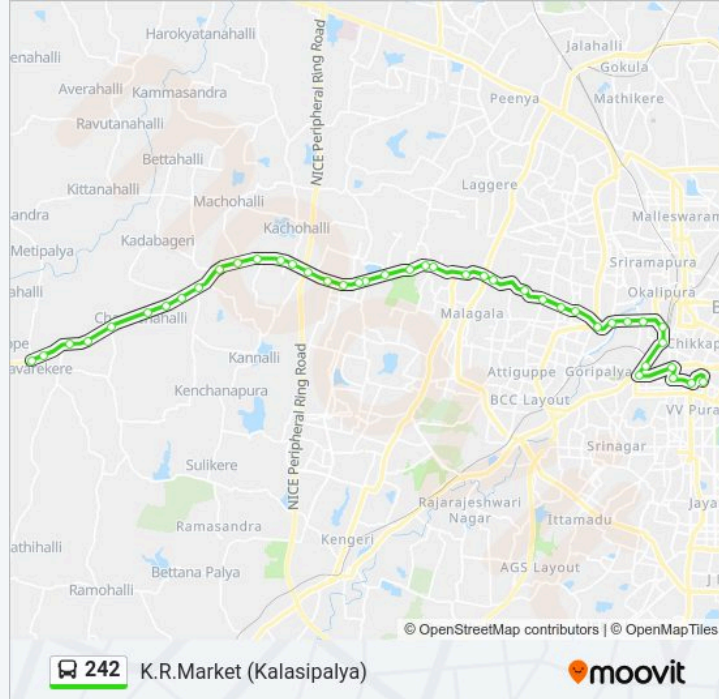 Harokyatanahalli
Jalahalli
enahalli
Gokula
Averahalli
Kammasandra
Peenya
Mathikere
Ravutanahalli
NICE Peripheral Ring Road
Bettahalli
Laggere
Kittanahalli
Machohalli
andra
Malleswaran
Kachohalli
Metipalya
Kadabageri
Sriramapura
ahalli
Okalipura
B
Malagala
ope
Chikkap
avarekere
Kannalli
Attiguppe
Goripalya
Kenchanapura
BCC Layout
VV Pura
NICE Peripheral Ring Road
Srinagar
Sulikere
Rajarajeshwari
Nagar
Jaya
Ramasandra
Ittamadu
athihalli
Kengeri
Bettana Palya
AGS Layout
Ramohalli
J
© OpenStreetMap contributors | © OpenMapTiles
242 K.R.Market (Kalasipalya)
moovit